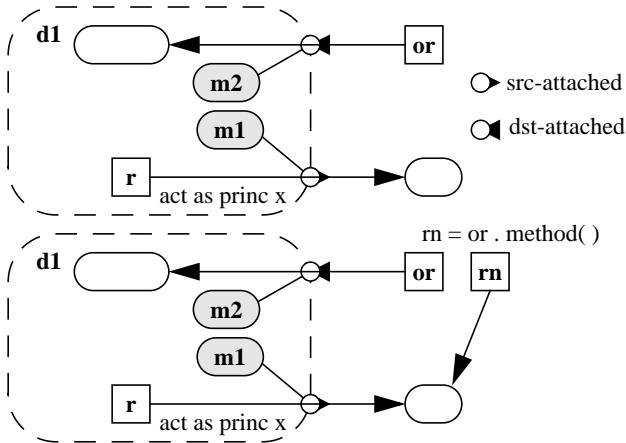 d1
or
m2
src-attached
m1
dst-attached
r
act as princ x
rn = or . method( )
d1
or
rn
m2
m1
r
act as princ x